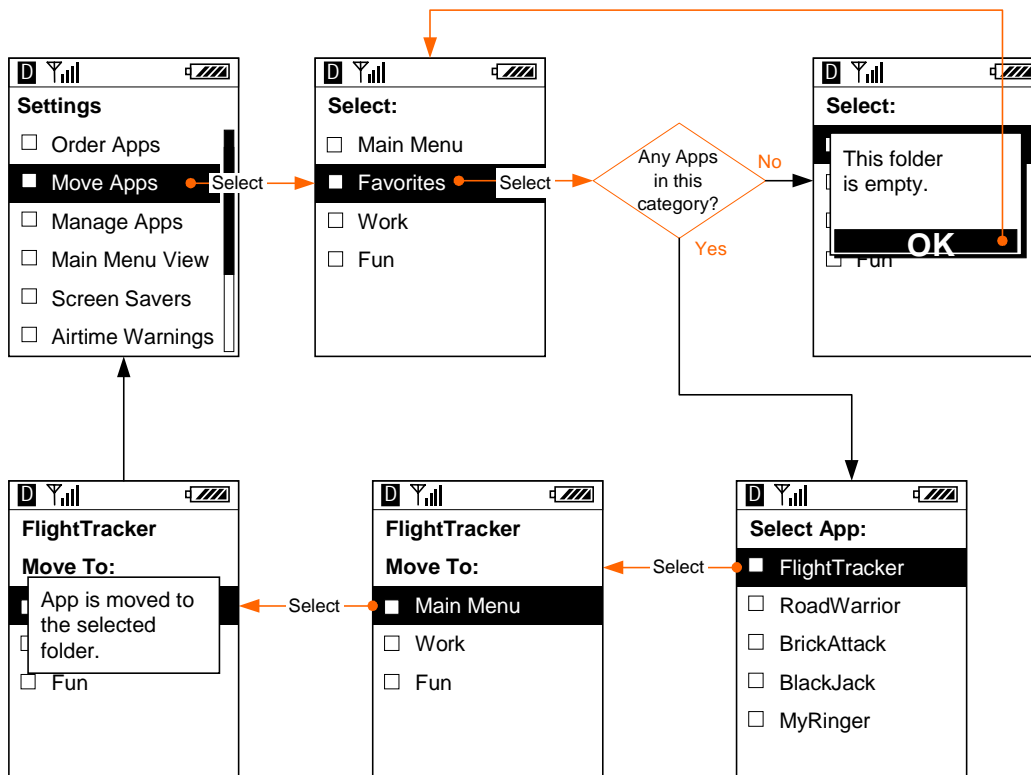 D
Settings
Order Apps
Move Apps
Select
Manage Apps
Main Menu View
Screen Savers
Airtime Warnings
D
Select:
Main Menu
Favorites
Select
Work
Fun
Any Apps
in this
category?
No
Yes
D
Select:
This folder
is empty.
OK
Fun
D
FlightTracker
Move To:
App is moved to
the selected
folder.
Fun
Select
D
FlightTracker
Move To:
Main Menu
Work
Fun
Select
D
Select App:
FlightTracker
RoadWarrior
BrickAttack
BlackJack
MyRinger